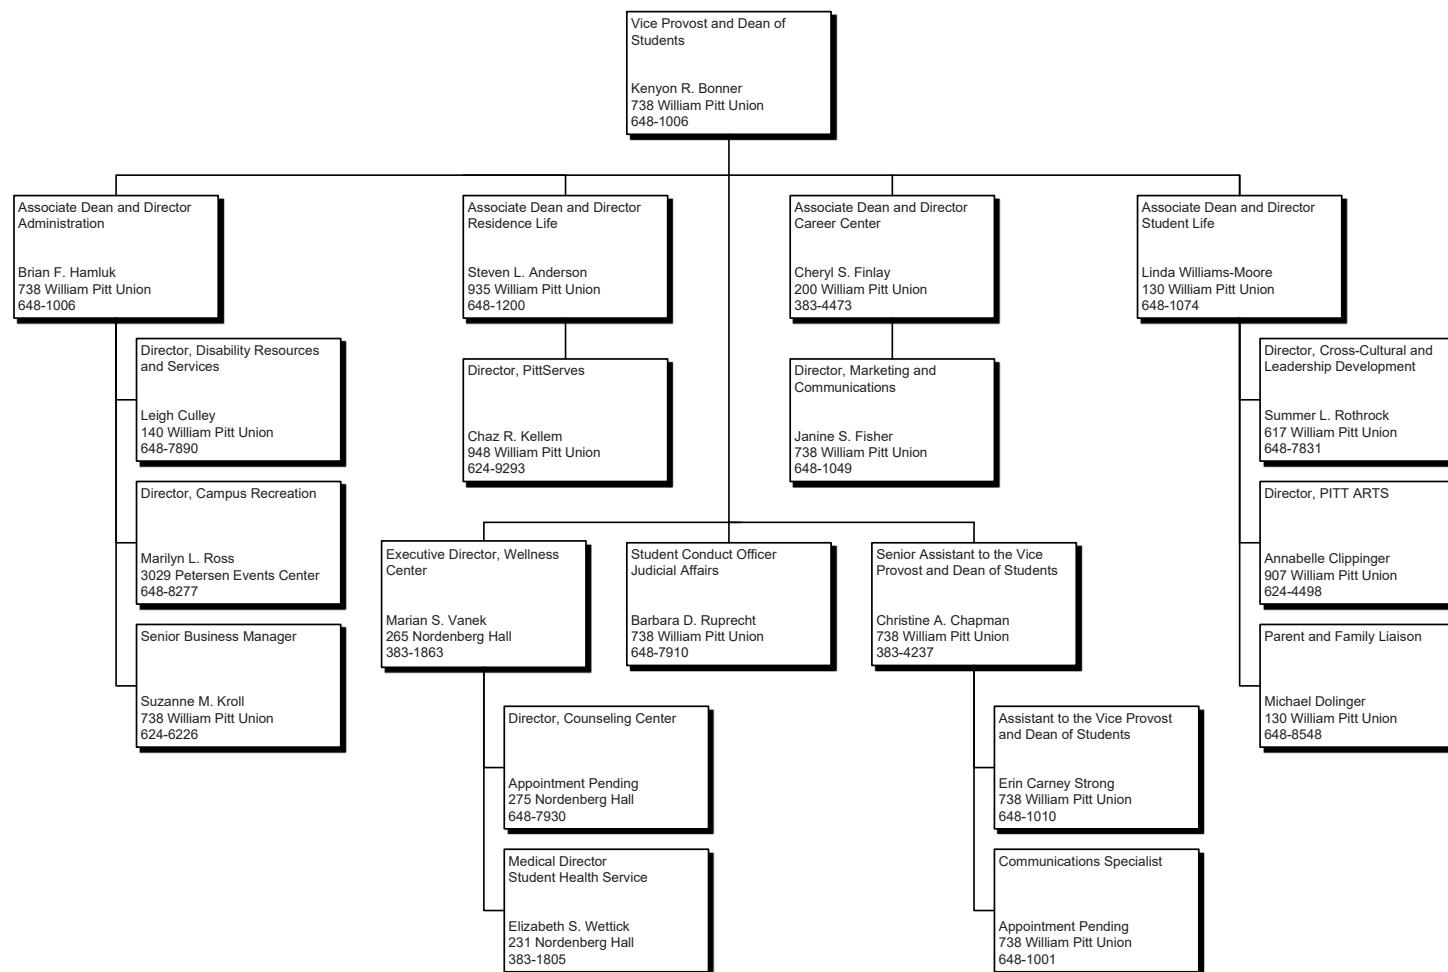 Vice Provost and Dean of
Students
Kenyon R. Bonner
738 William Pitt Union
648-1006
Associate Dean and Director
Administration
Brian F. Hamluk
738 William Pitt Union
648-1006
Associate Dean and Director
Residence Life
Steven L. Anderson
935 William Pitt Union
648-1200
Associate Dean and Director
Career Center
Cheryl S. Finlay
200 William Pitt Union
383-4473
Associate Dean and Director
Student Life
Linda Williams-Moore
130 William Pitt Union
648-1074
Director, Disability Resources
and Services
Leigh Culley
140 William Pitt Union
648-7890
Director, PittServes
Chaz R. Kellem
948 William Pitt Union
624-9293
Director, Marketing and
Communications
Janine S. Fisher
738 William Pitt Union
648-1049
Director, Cross-Cultural and
Leadership Development
Summer L. Rothrock
617 William Pitt Union
648-7831
Director, Campus Recreation
Marilyn L. Ross
3029 Petersen Events Center
648-8277
Director, PITT ARTS
Annabelle Clippinger
907 William Pitt Union
624-4498
Executive Director, Wellness
Center
Marian S. Vanek
265 Nordenberg Hall
383-1863
Student Conduct Officer
Judicial Affairs
Barbara D. Ruprecht
738 William Pitt Union
648-7910
Senior Assistant to the Vice
Provost and Dean of Students
Christine A. Chapman
738 William Pitt Union
383-4237
Senior Business Manager
Suzanne M. Kroll
738 William Pitt Union
624-6226
Parent and Family Liaison
Michael Dolinger
130 William Pitt Union
648-8548
Director, Counseling Center
Appointment Pending
275 Nordenberg Hall
648-7930
Assistant to the Vice Provost
and Dean of Students
Erin Carney Strong
738 William Pitt Union
648-1010
Medical Director
Student Health Service
Elizabeth S. Wettick
231 Nordenberg Hall
383-1805
Communications Specialist
Appointment Pending
738 William Pitt Union
648-1001